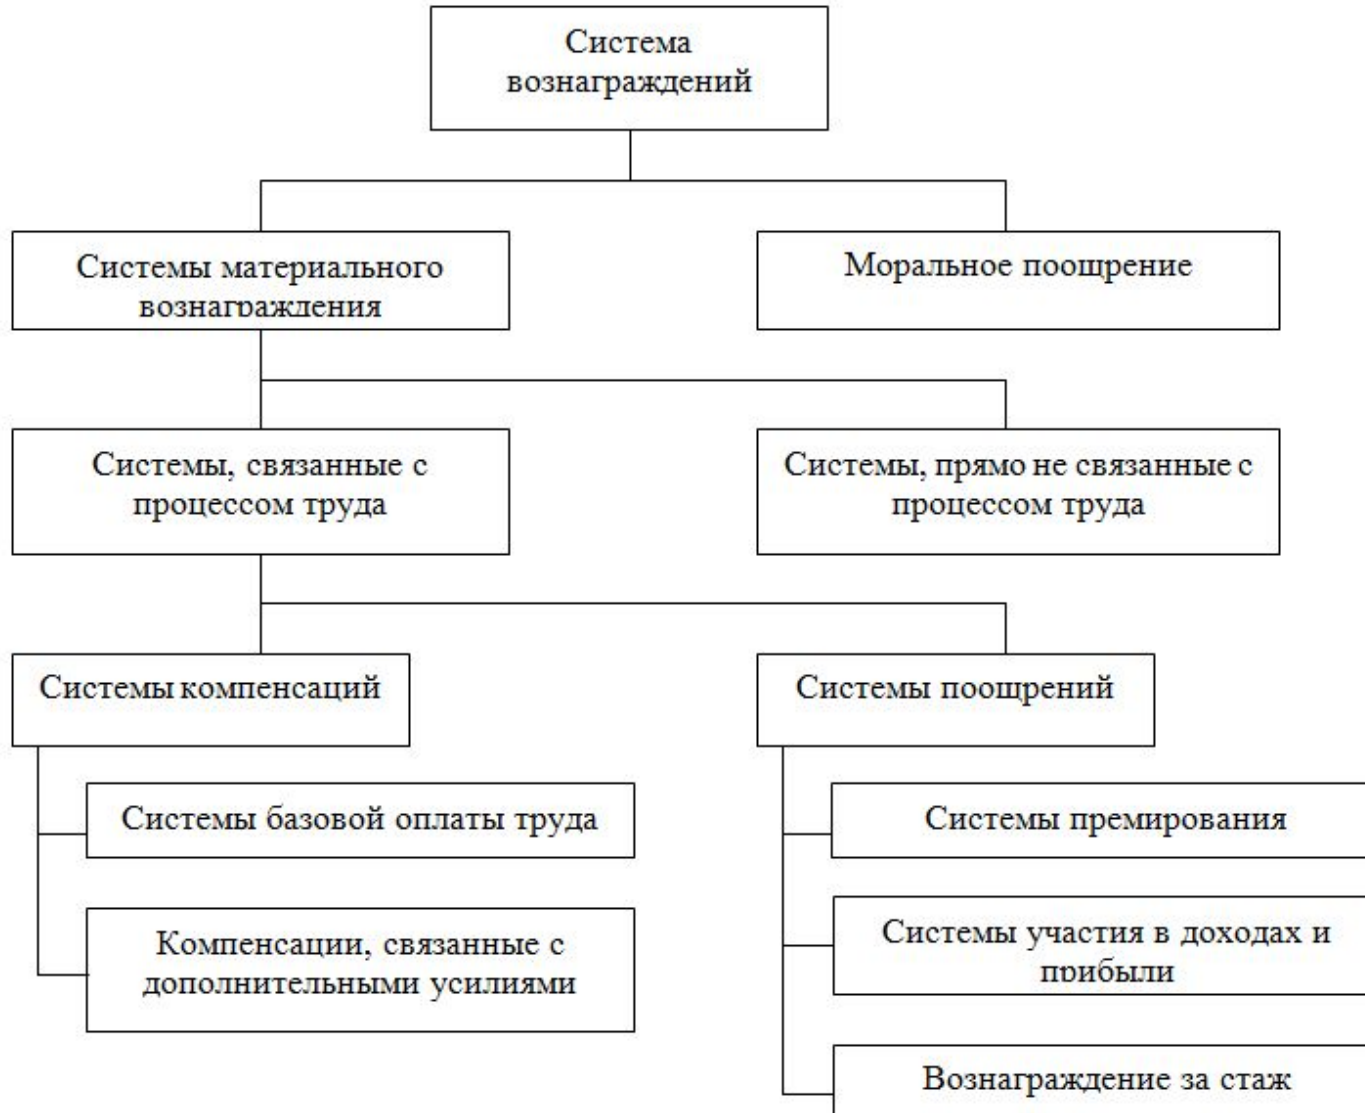 Система
вознаграждений
Системы материального
вознаграждения
Моральное поощрение
Системы, связанные с
процессом труда
Системы, прямо не связанные с
процессом труда
Системы компенсаций
Системы поощрений
Системы базовой оплаты труда
Компенсации, связанные с
дополнительными усилиями
Системы премирования
Системы участия в доходах и
прибыли
Вознаграждение за стаж